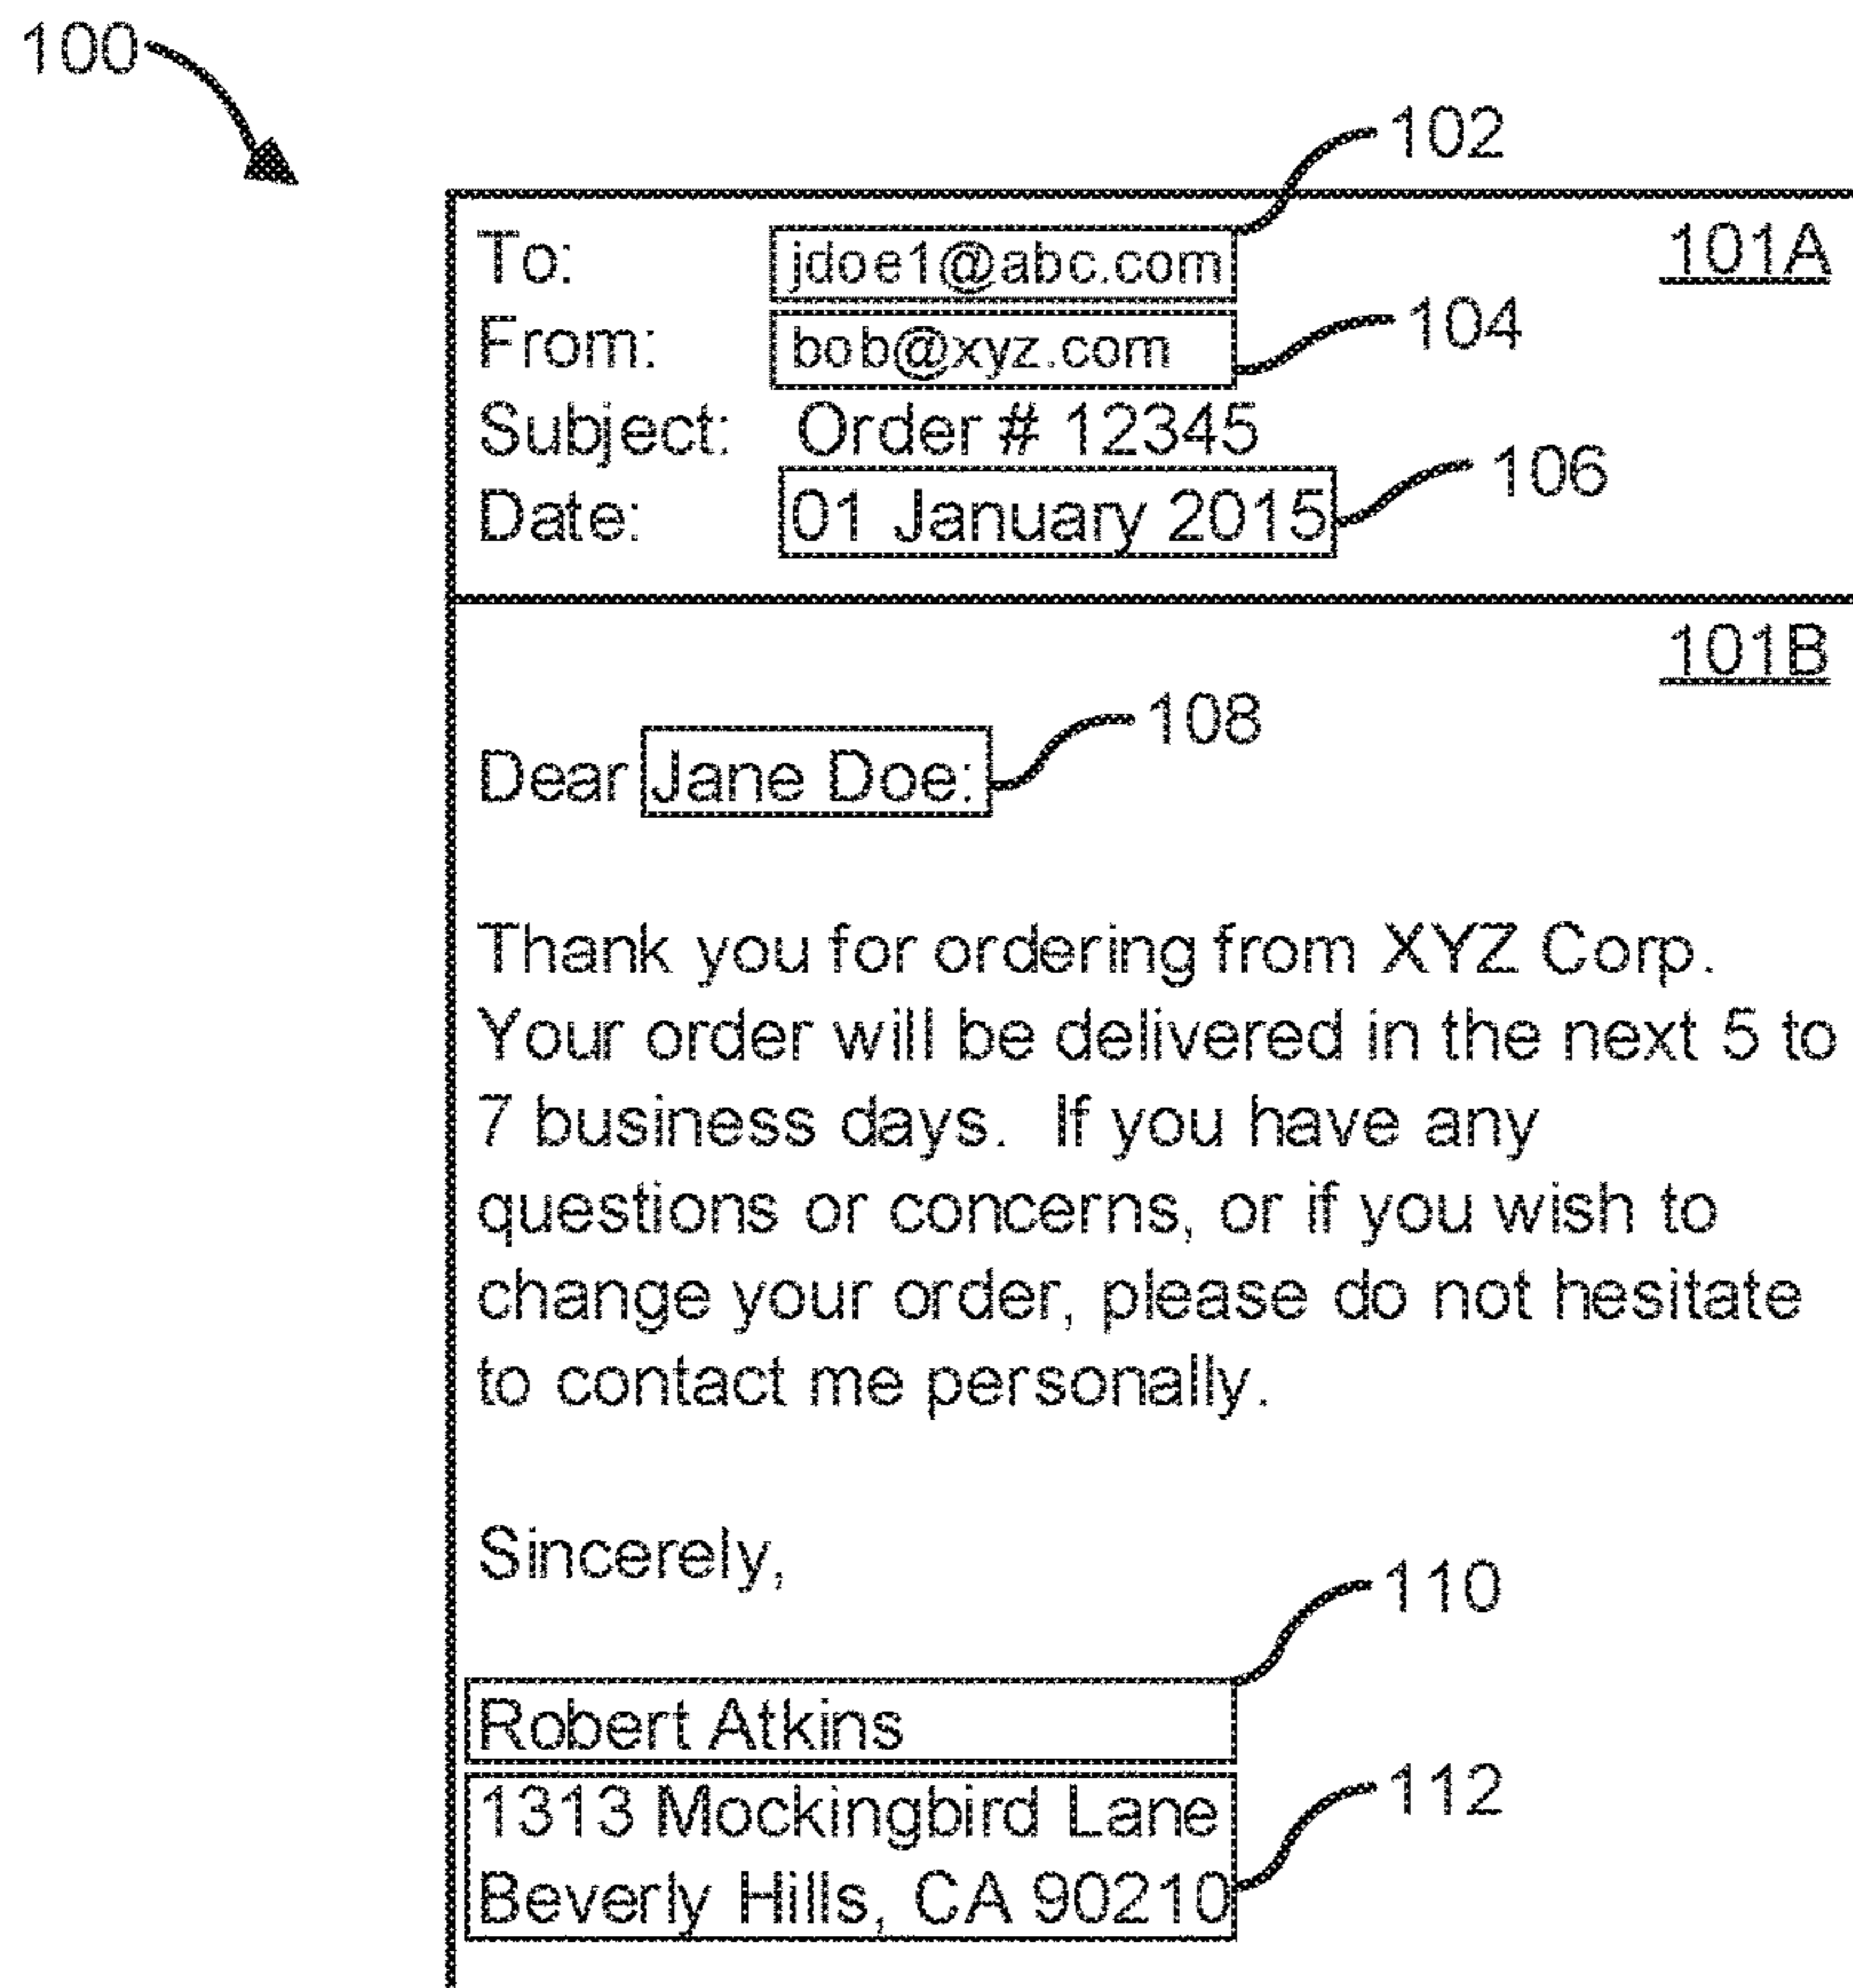 100
102
To: jdoe1@abc.com 101A
From: bob@xyz.com 104
Subject: Order # 12345
Date: 01 January 2015 106
101B
108
Dear Jane Doe:
Thank you for ordering from XYZ Corp.
Your order will be delivered in the next 5 to
7 business days. If you have any
questions or concerns, or if you wish to
change your order, please do not hesitate
to contact me personally.
Sincerely,
110
Robert Atkins
1313 Mockingbird Lane 112
Beverly Hills, CA 90210